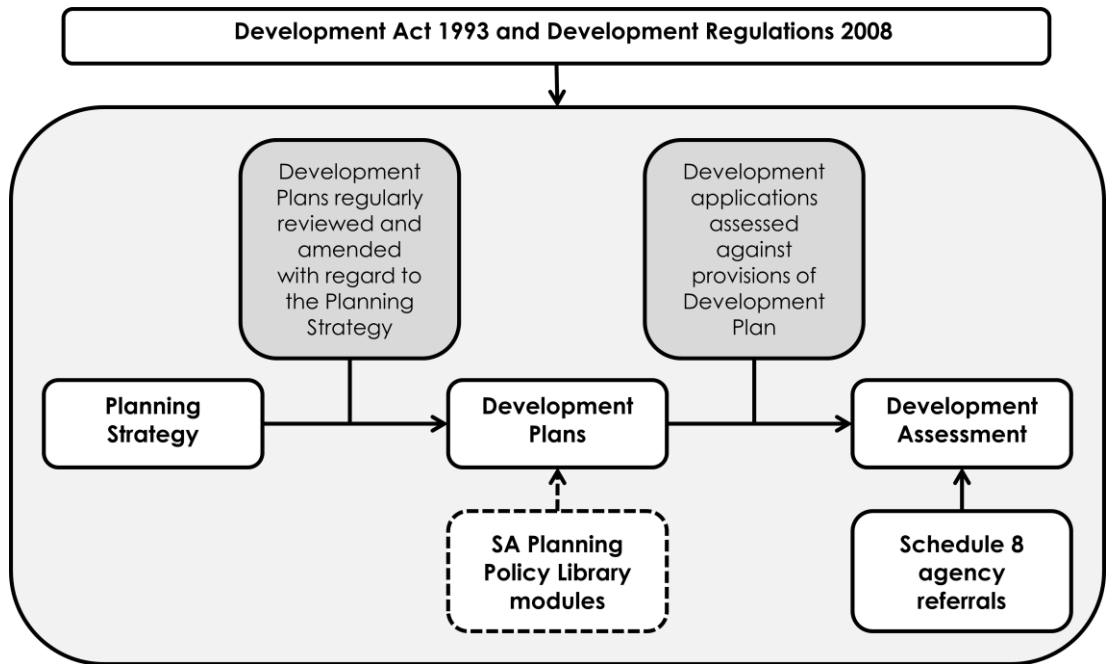 Development Act 1993 and Development Regulations 2008
Development
Plans regularly
reviewed and
amended
with regard to
the Planning
Strategy
Development
applications
assessed
against
provisions of
Development
Plan
Planning
Strategy
Development
Plans
Development
Assessment
SA Planning
Policy Library
modules
Schedule 8
agency
referrals